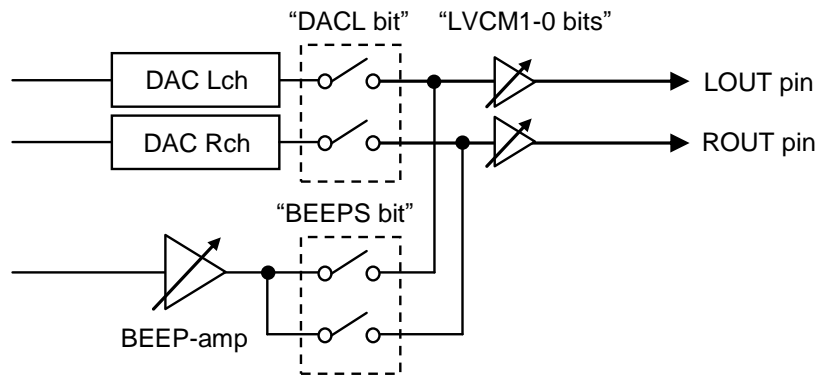 “DACL bit” “LVCM1-0 bits”
DAC Lch
LOUT pin
DAC Rch
ROUT pin
“BEEPS bit”
BEEP-amp